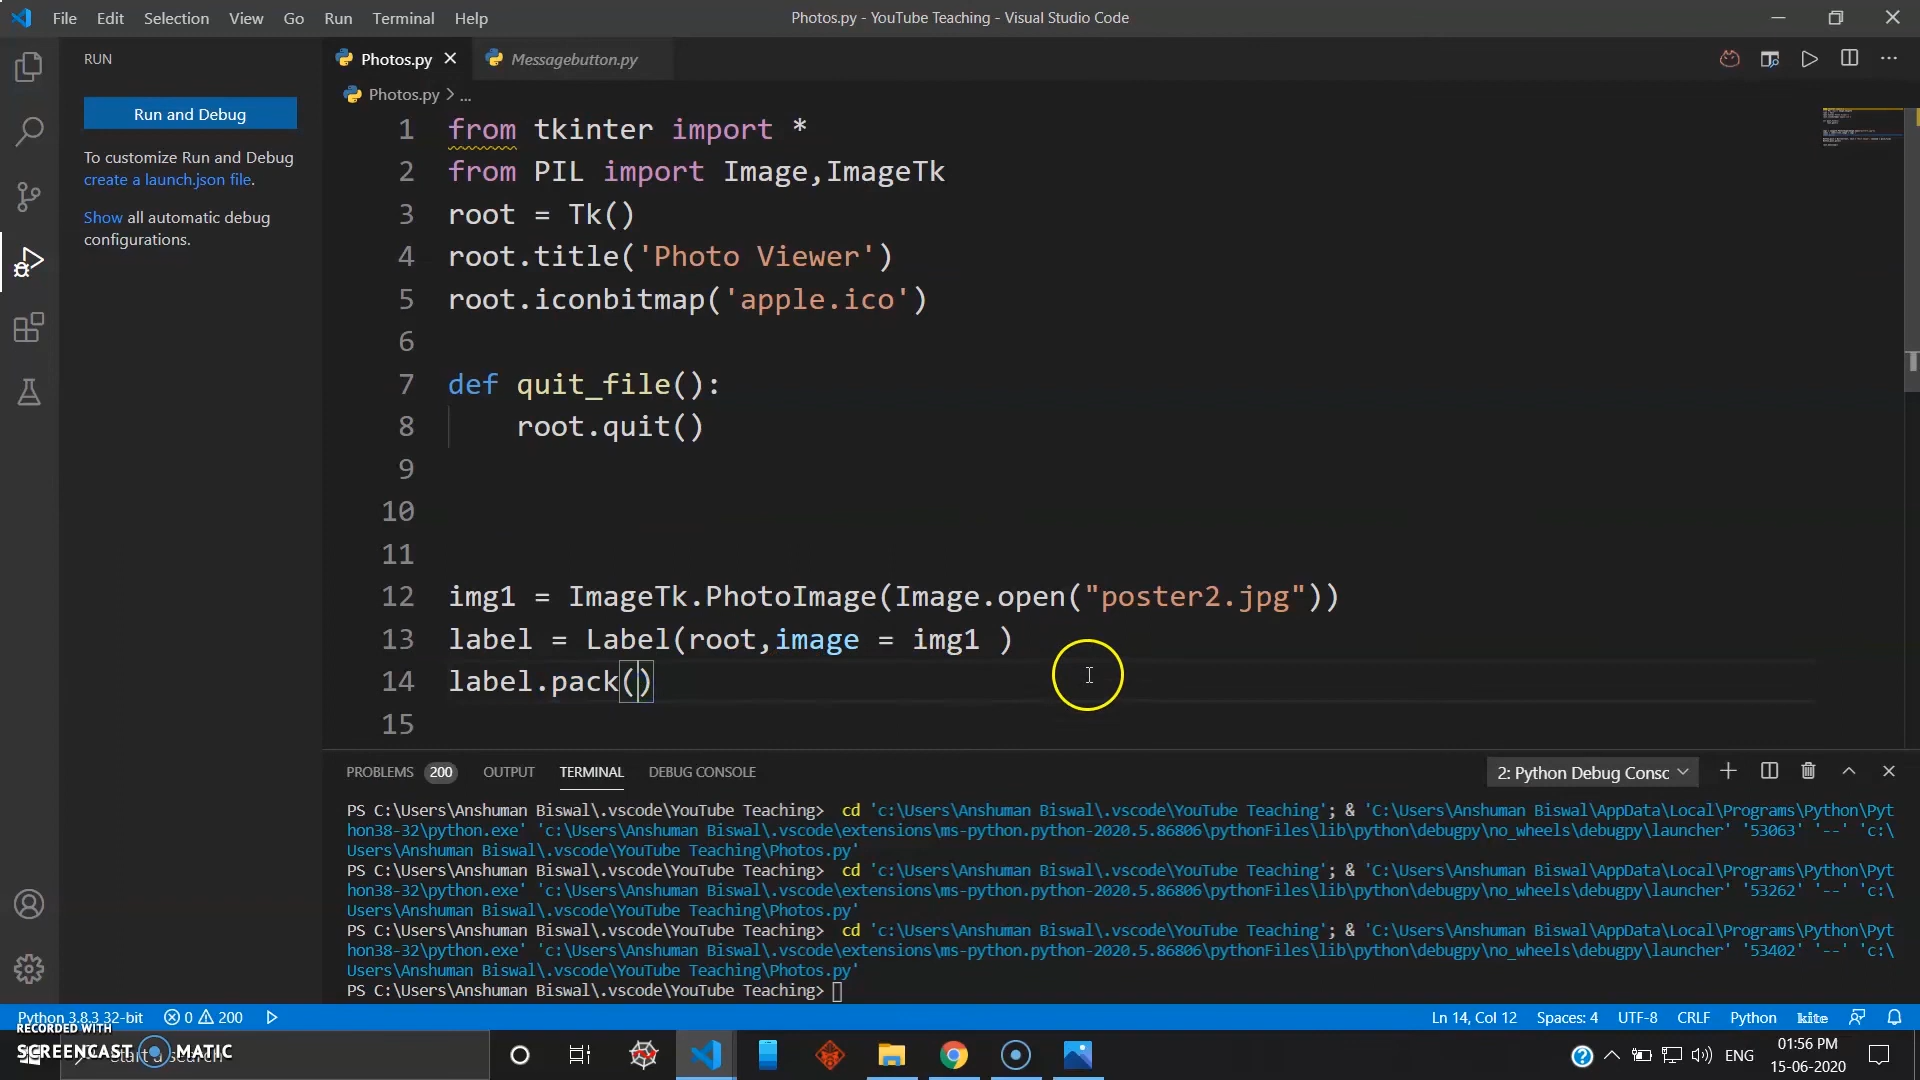 File Edit Selection View Go Run Terminal Help
Photos.py - YouTube Teaching - Visual Studio Code
RUN
Photos.py
Messagebutton.py
Run and Debug
To customize Run and Debug
create a launch.json file.
Show all automatic debug
configurations.
Photos.py > ...
1 from tkinter import *
2 from PIL import Image,ImageTk
3 root = Tk()
4 root.title('Photo Viewer')
5 root.iconbitmap('apple.ico')
6
7 def quit_file():
8 root.quit()
9
10
11
12 img1 = ImageTk.PhotoImage(Image.open("poster2.jpg"))
13 label = Label(root,image = img1 )
14 label.pack()
15
PROBLEMS 200 OUTPUT TERMINAL DEBUG CONSOLE
2: Python Debug Consc
PS C:\Users\Anshuman Biswal\.vscode\YouTube Teaching> cd 'c:\Users\Anshuman Biswal\.vscode\YouTube Teaching'; & 'C:\Users\Anshuman Biswal\AppData\Local\Programs\Python\Pyt
hon38-32\python.exe' 'c:\Users\Anshuman Biswal\.vscode\extensions\ms-python.python-2020.5.86806\pythonFiles\lib\python\debugpy\no_wheels\debugpy\launcher' '53063' '--' 'c:\
Users\Anshuman Biswal\.vscode\YouTube Teaching\Photos.py'
PS C:\Users\Anshuman Biswal\.vscode\YouTube Teaching> cd 'c:\Users\Anshuman Biswal\.vscode\YouTube Teaching'; & 'C:\Users\Anshuman Biswal\AppData\Local\Programs\Python\Pyt
hon38-32\python.exe' 'c:\Users\Anshuman Biswal\.vscode\extensions\ms-python.python-2020.5.86806\pythonFiles\lib\python\debugpy\no_wheels\debugpy\launcher' '53262' '--' 'c:\
Users\Anshuman Biswal\.vscode\YouTube Teaching\Photos.py'
PS C:\Users\Anshuman Biswal\.vscode\YouTube Teaching> cd 'c:\Users\Anshuman Biswal\.vscode\YouTube Teaching'; & 'C:\Users\Anshuman Biswal\AppData\Local\Programs\Python\Pyt
hon38-32\python.exe' 'c:\Users\Anshuman Biswal\.vscode\extensions\ms-python.python-2020.5.86806\pythonFiles\lib\python\debugpy\no_wheels\debugpy\launcher' '53402' '--' 'c:\
Users\Anshuman Biswal\.vscode\YouTube Teaching\Photos.py'
PS C:\Users\Anshuman Biswal\.vscode\YouTube Teaching>
Python 3.8.3 32-bit 0 200
Ln 14, Col 12 Spaces: 4 UTF-8 CRLF Python kite
RECORDED WITH
SCREENCAST MATIC
ENG
01:56 PM
15-06-2020